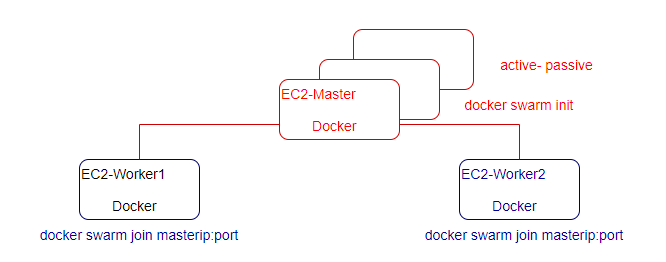 active- passive
EC2-Master
docker swarm init
Docker
EC2-Worker1
EC2-Worker2
Docker
Docker
docker swarm join masterip:port
docker swarm join masterip:port